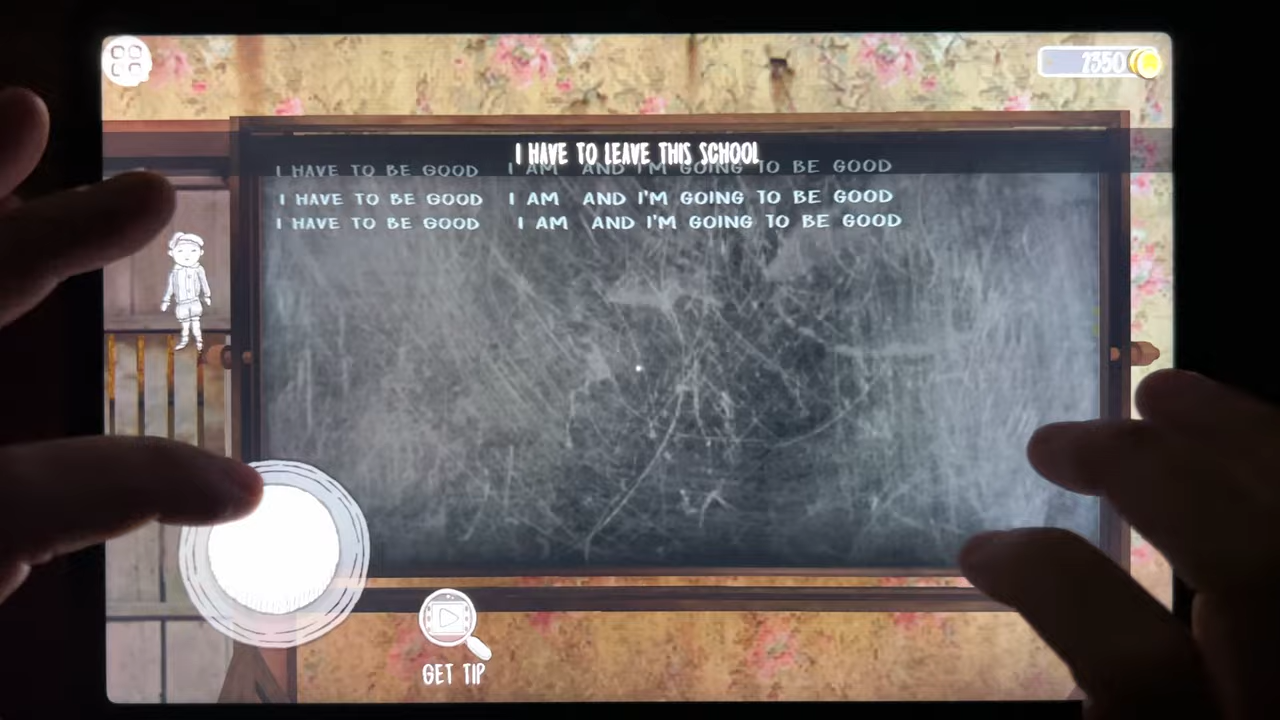 2350
I HAVE TO LEAVE THIS SCHOOL
I HAVE TO BE GOOD I AM AND I'M GOING TO BE GOOD
I HAVE TO BE GOOD I AM AND I'M GOING TO BE GOOD
I HAVE TO BE GOOD I AM AND I'M GOING TO BE GOOD
GET TIP